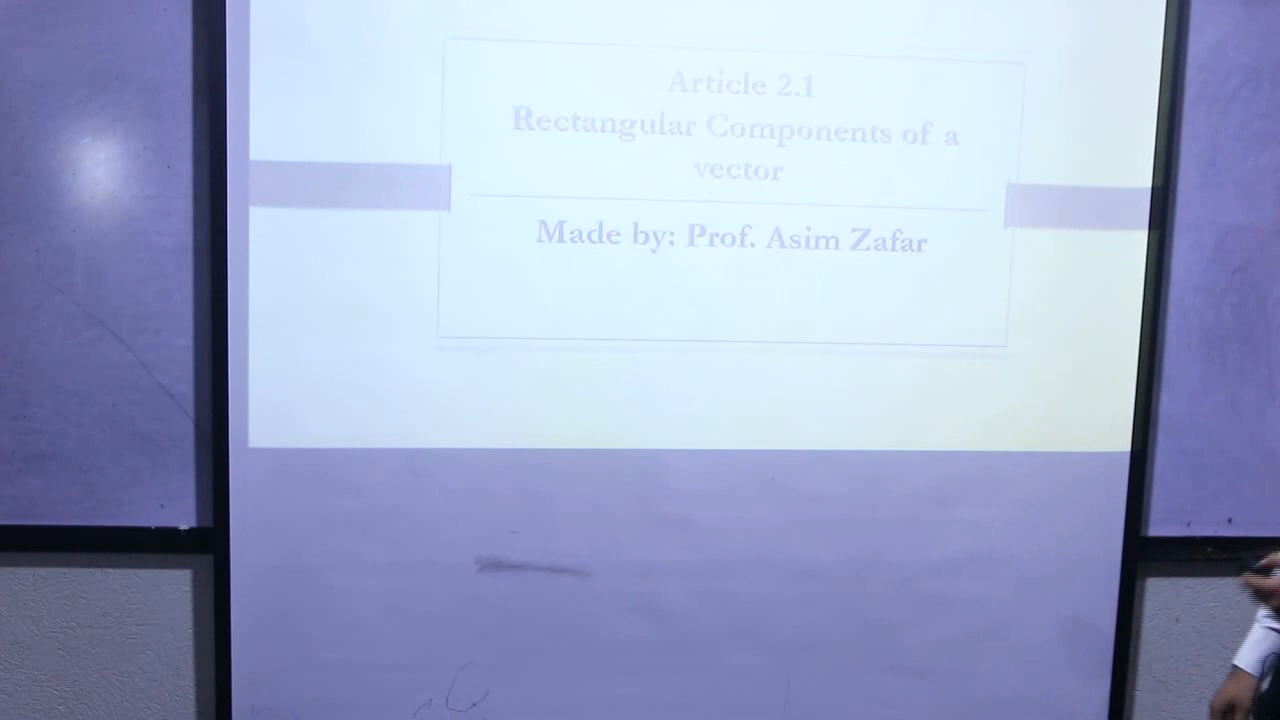 Article 2.1
Rectangular Components of a
vector
Made by: Prof. Asim Zafar